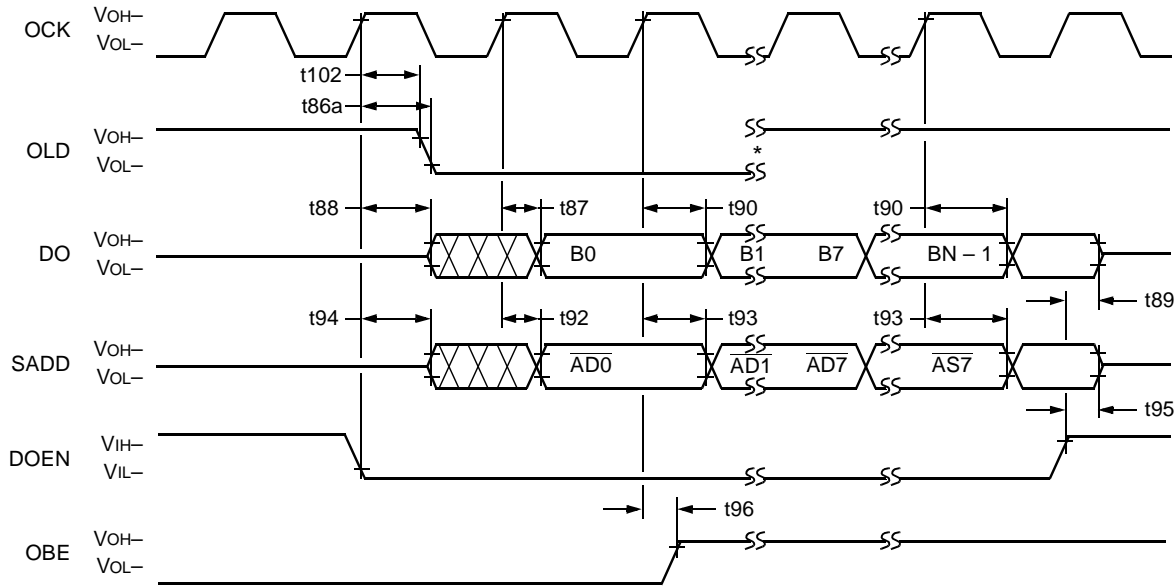 OCK
VOH–
VOL–
t102
t86a
OLD
VOH–
VOL–
*
t88
t87
t90
t90
DO
VOH–
VOL–
B0
B1
B7
BN – 1
t89
t94
t92
t93
t93
SADD
VOH–
VOL–
AD0
AD1
AD7
AS7
t95
DOEN
VIH–
VIL–
t96
OBE
VOH–
VOL–